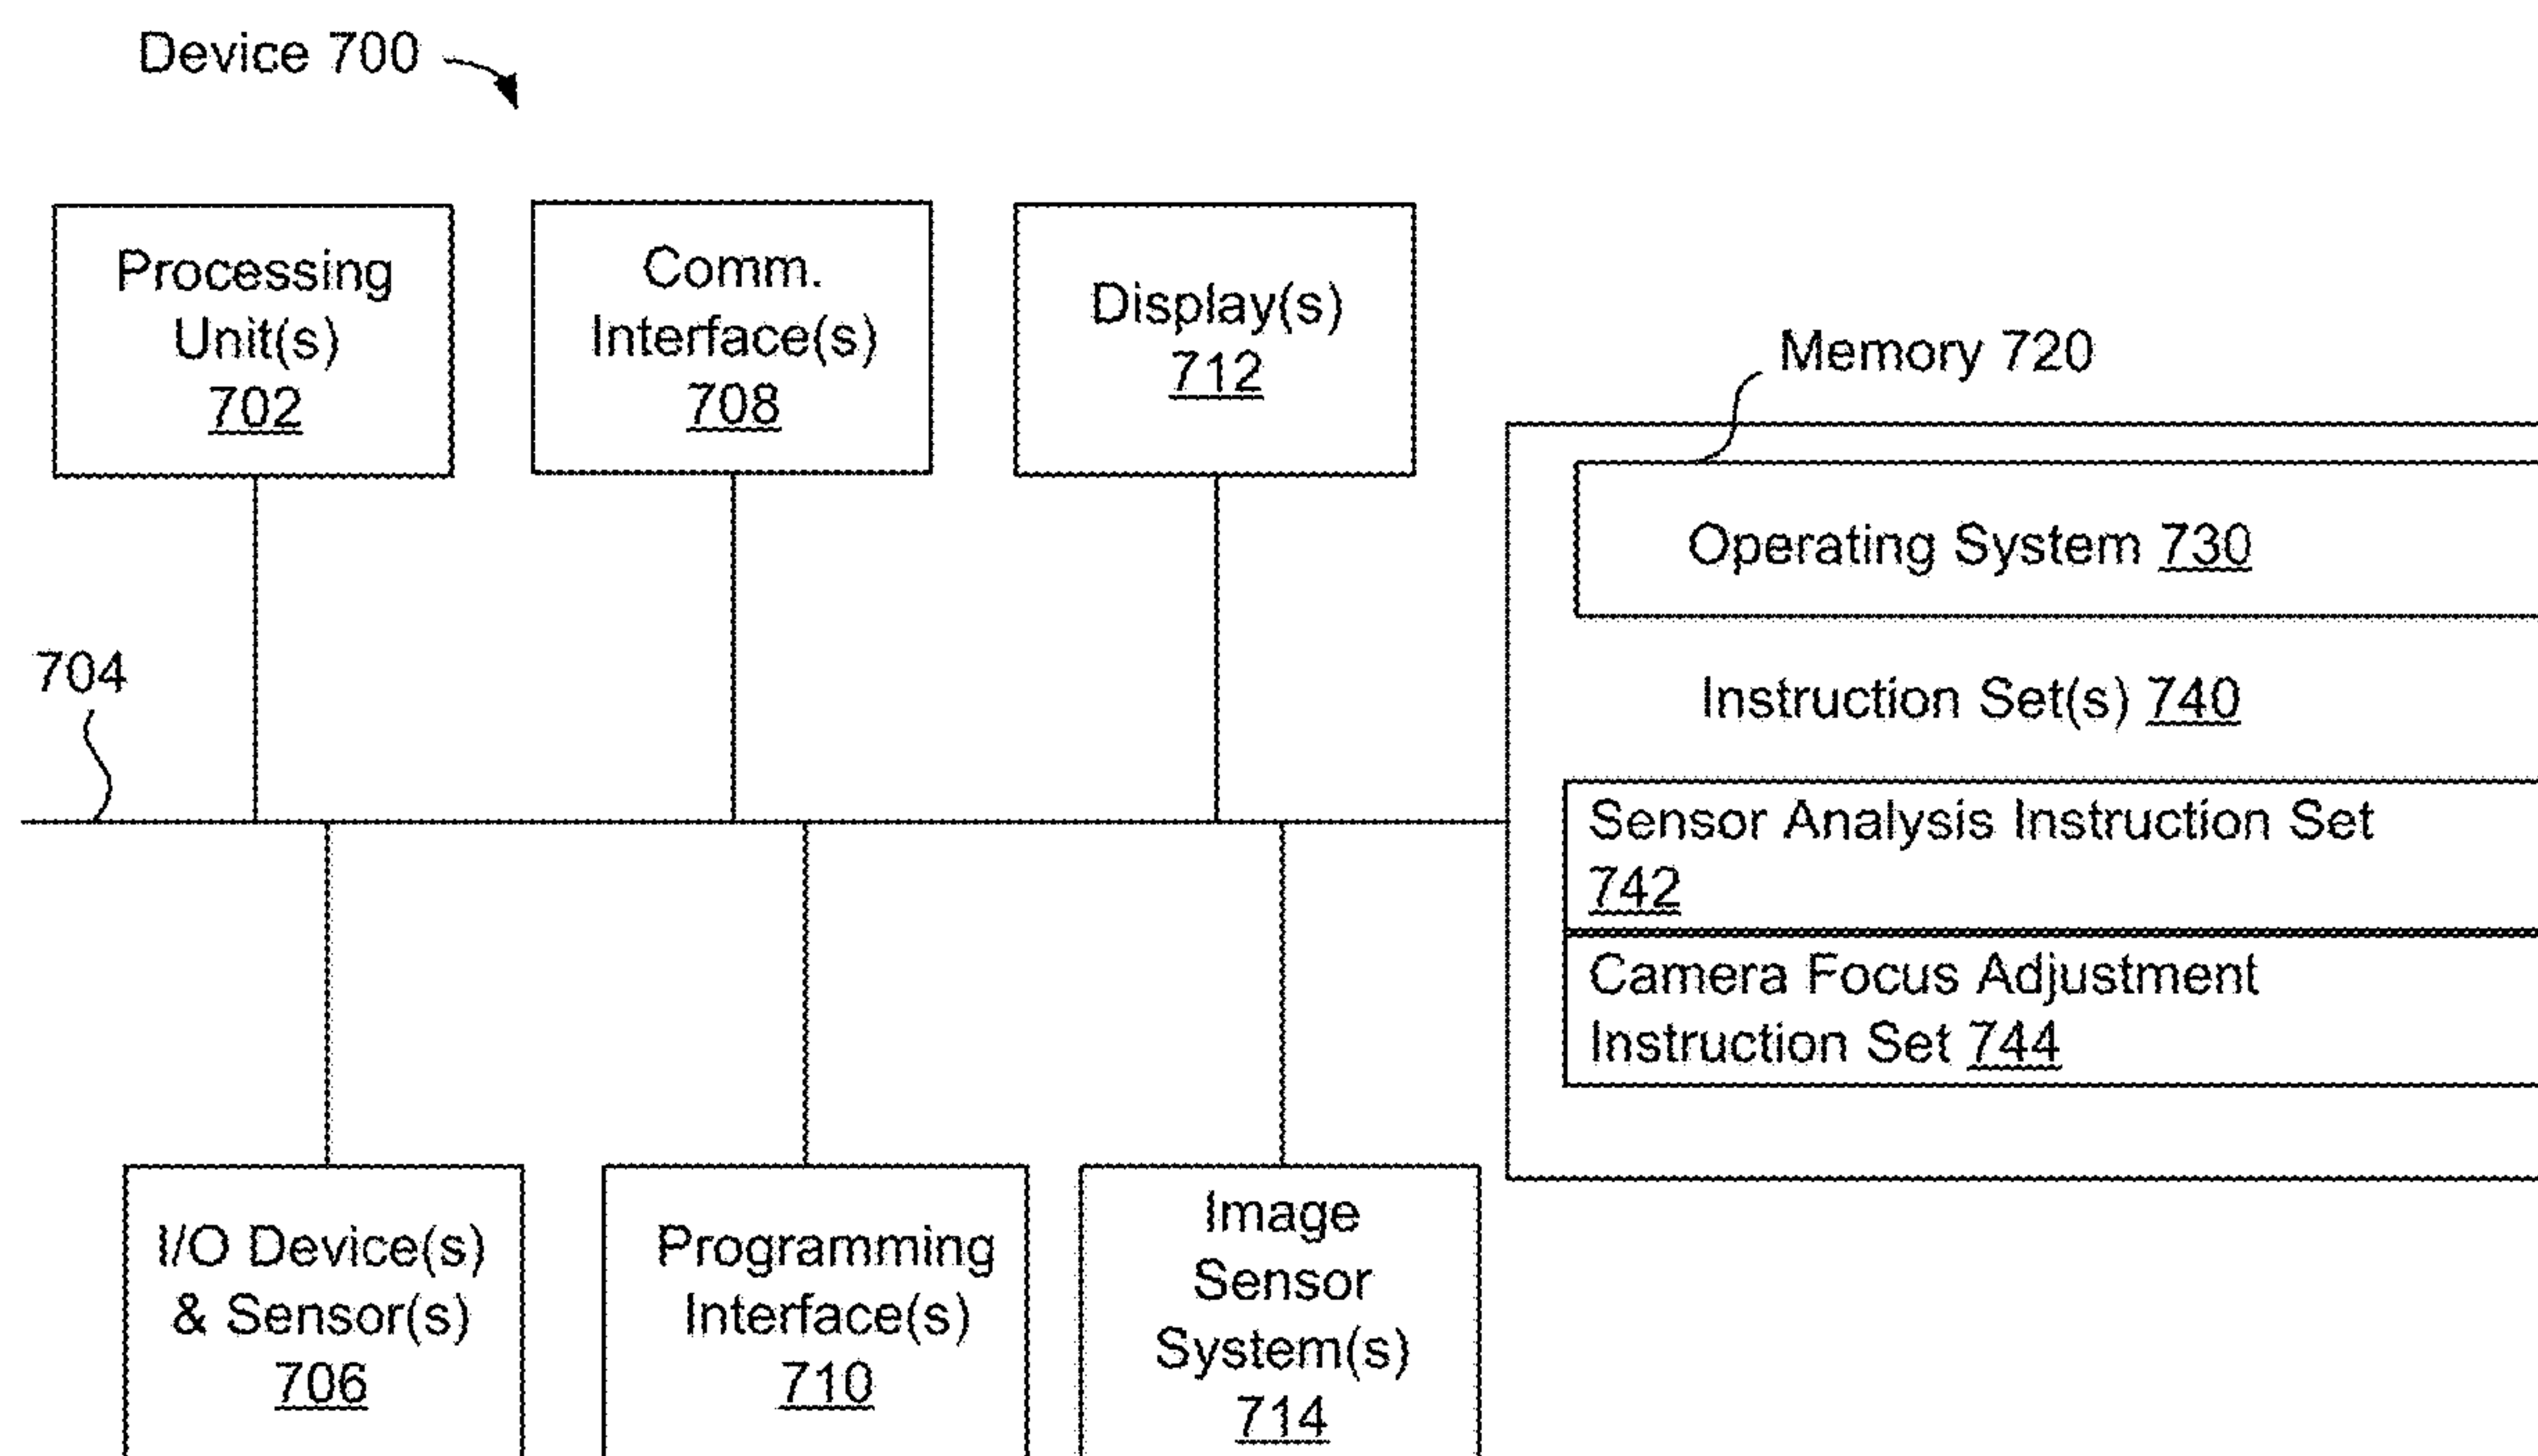 Device 700
Processing
Unit(s)
702
Comm.
Interface(s)
708
Display(s)
712
Memory 720
Operating System 730
Instruction Set(s) 740
Sensor Analysis Instruction Set
742
Camera Focus Adjustment
Instruction Set 744
704
I/O Device(s)
& Sensor(s)
706
Programming
Interface(s)
710
Image
Sensor
System(s)
714